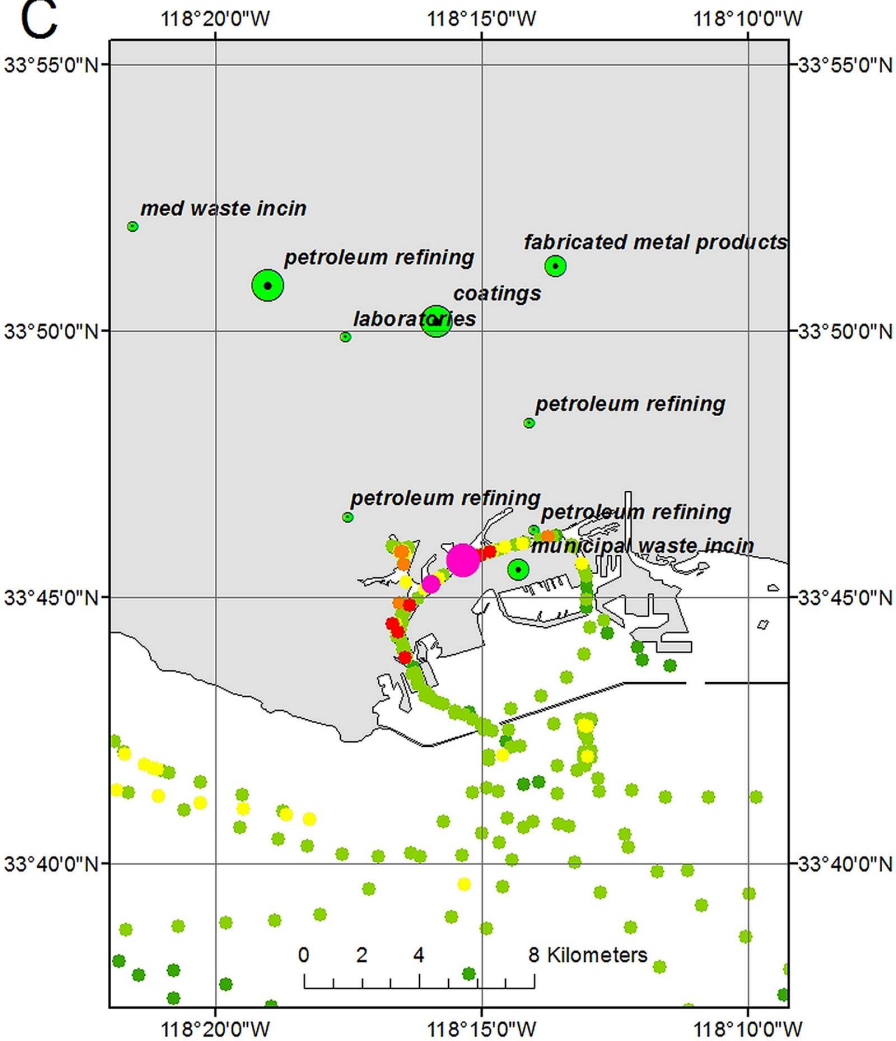 C
118°20'0"W 118°15'0"W 118°10'0"W
33°55'0"N 33°55'0"N
med waste incin
fabricated metal products
petroleum refining
coatings
laboratories
33°50'0"N 33°50'0"N
petroleum refining
petroleum refining
petroleum refining
municipal waste incin
33°45'0"N 33°45'0"N
33°40'0"N 33°40'0"N
0 2 4 8 Kilometers
118°20'0"W 118°15'0"W 118°10'0"W